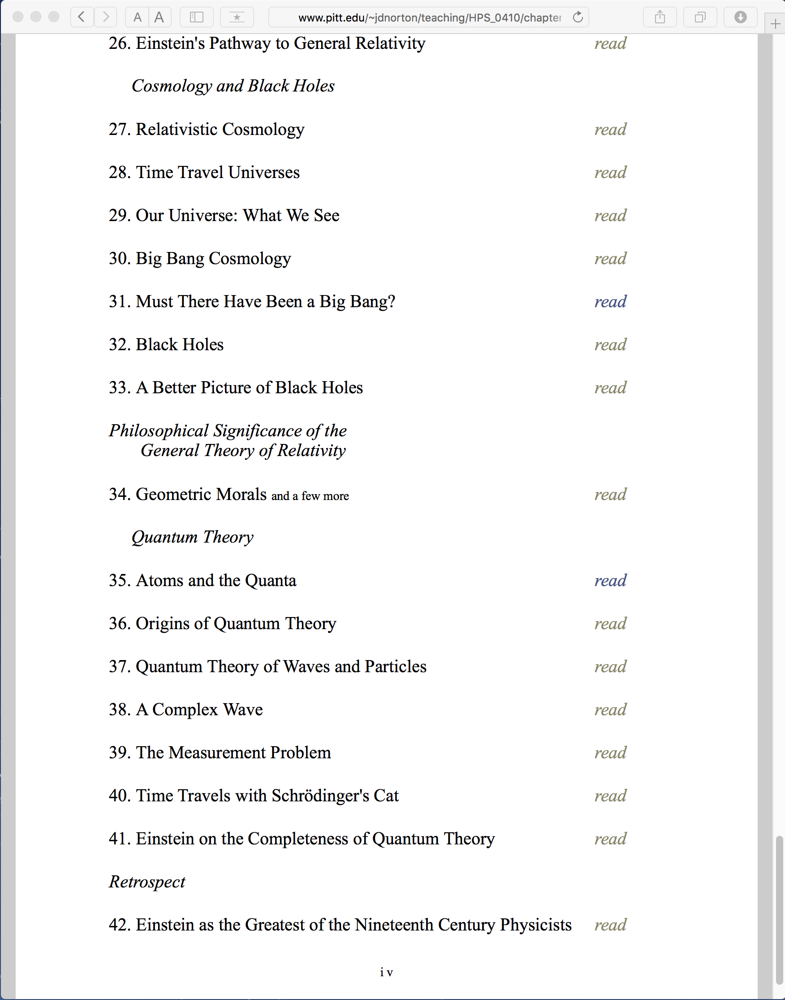 A A www.pitt.edu/~jdnorton/teaching/HPS_0410/chapter
26. Einstein's Pathway to General Relativity read
Cosmology and Black Holes
27. Relativistic Cosmology read
28. Time Travel Universes read
29. Our Universe: What We See read
30. Big Bang Cosmology read
31. Must There Have Been a Big Bang? read
32. Black Holes read
33. A Better Picture of Black Holes read
Philosophical Significance of the
General Theory of Relativity
34. Geometric Morals and a few more read
Quantum Theory
35. Atoms and the Quanta read
36. Origins of Quantum Theory read
37. Quantum Theory of Waves and Particles read
38. A Complex Wave read
39. The Measurement Problem read
40. Time Travels with Schrödinger's Cat read
41. Einstein on the Completeness of Quantum Theory read
Retrospect
42. Einstein as the Greatest of the Nineteenth Century Physicists read
iv